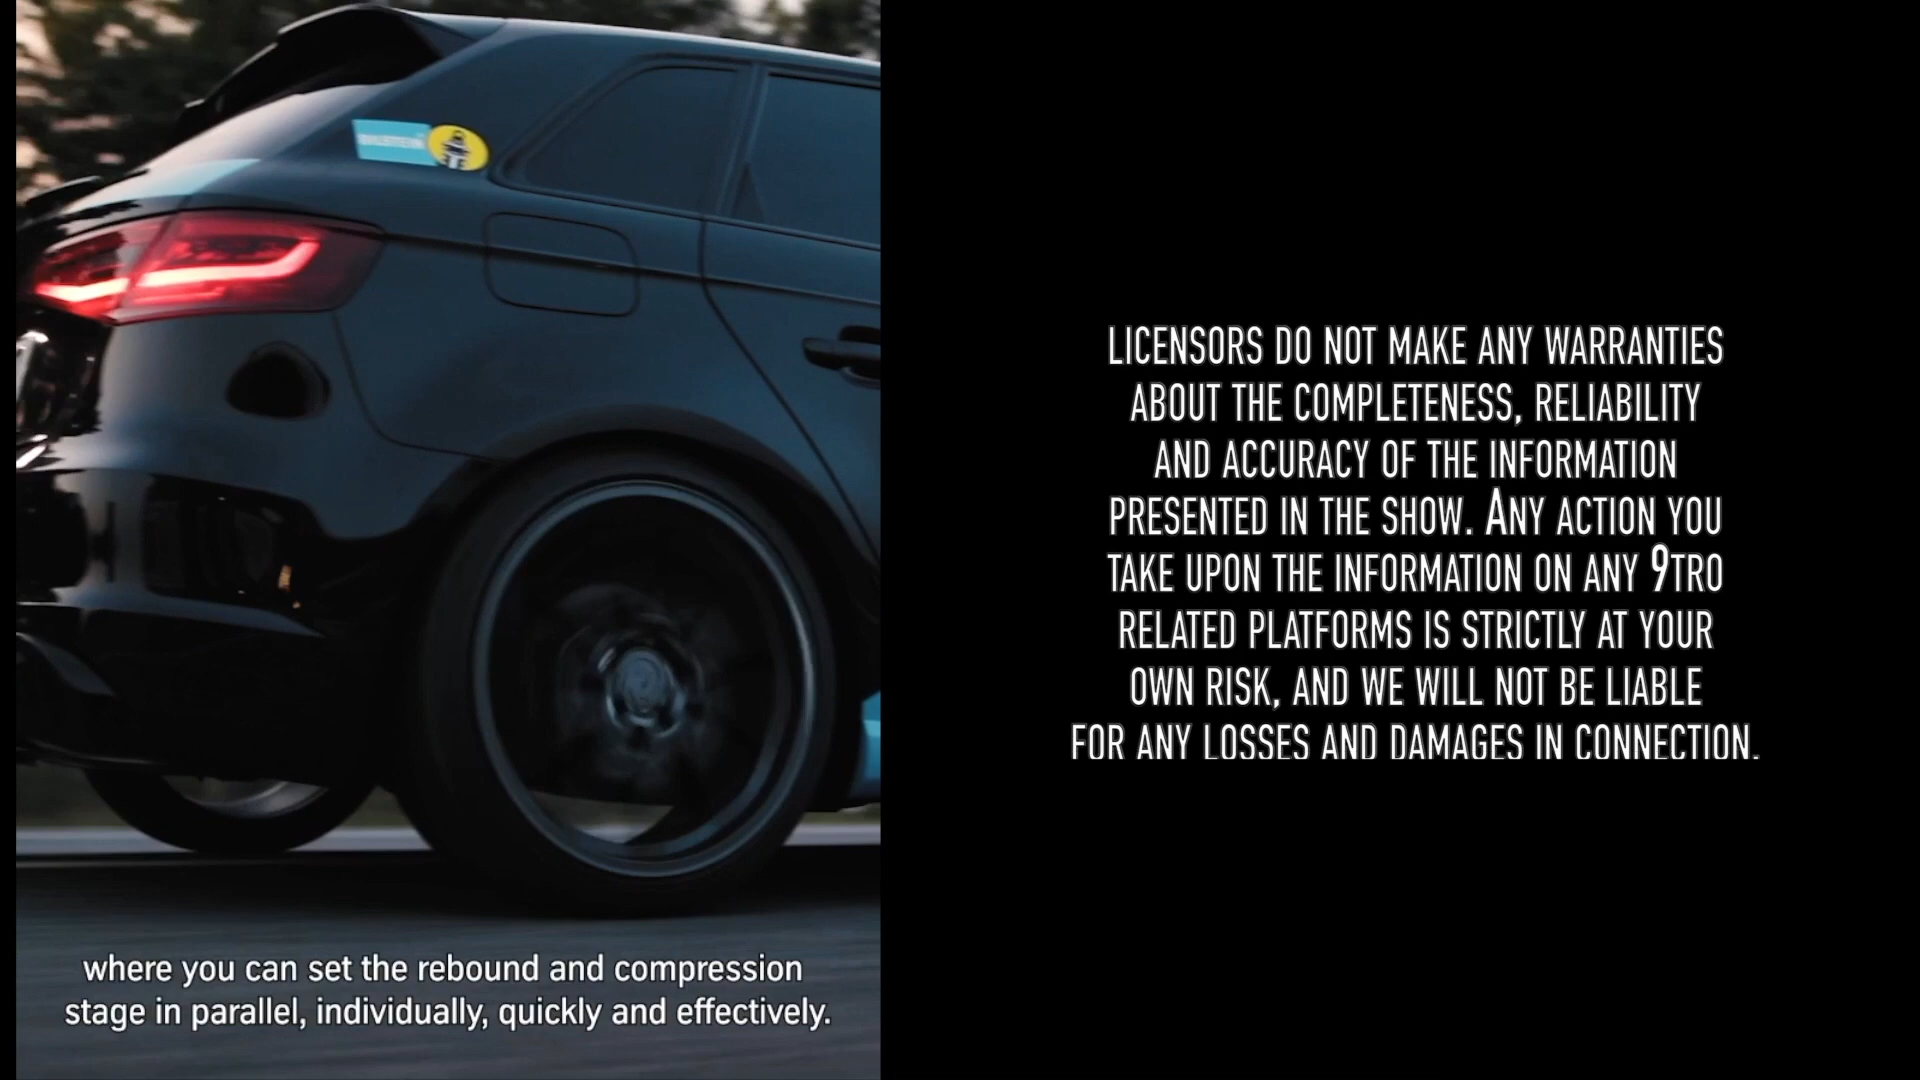 BILSTEIN
where you can set the rebound and compression
stage in parallel, individually, quickly and effectively.
LICENSORS DO NOT MAKE ANY WARRANTIES
ABOUT THE COMPLETENESS, RELIABILITY
AND ACCURACY OF THE INFORMATION
PRESENTED IN THE SHOW. ANY ACTION YOU
TAKE UPON THE INFORMATION ON ANY 9TRO
RELATED PLATFORMS IS STRICTLY AT YOUR
OWN RISK, AND WE WILL NOT BE LIABLE
FOR ANY LOSSES AND DAMAGES IN CONNECTION.